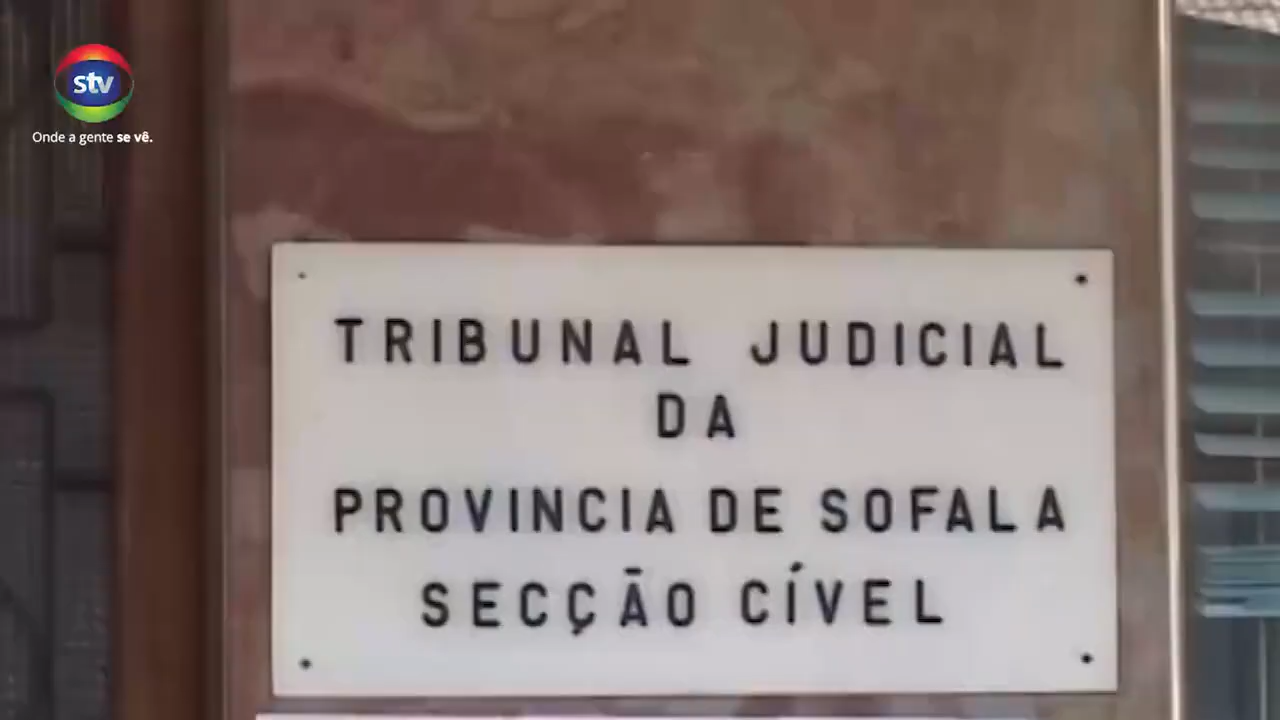 stv
Onde a gente se vê.
TRIBUNAL JUDICIAL
DA
PROVINCIA DE SOFALA
SECÇÃO CÍVEL